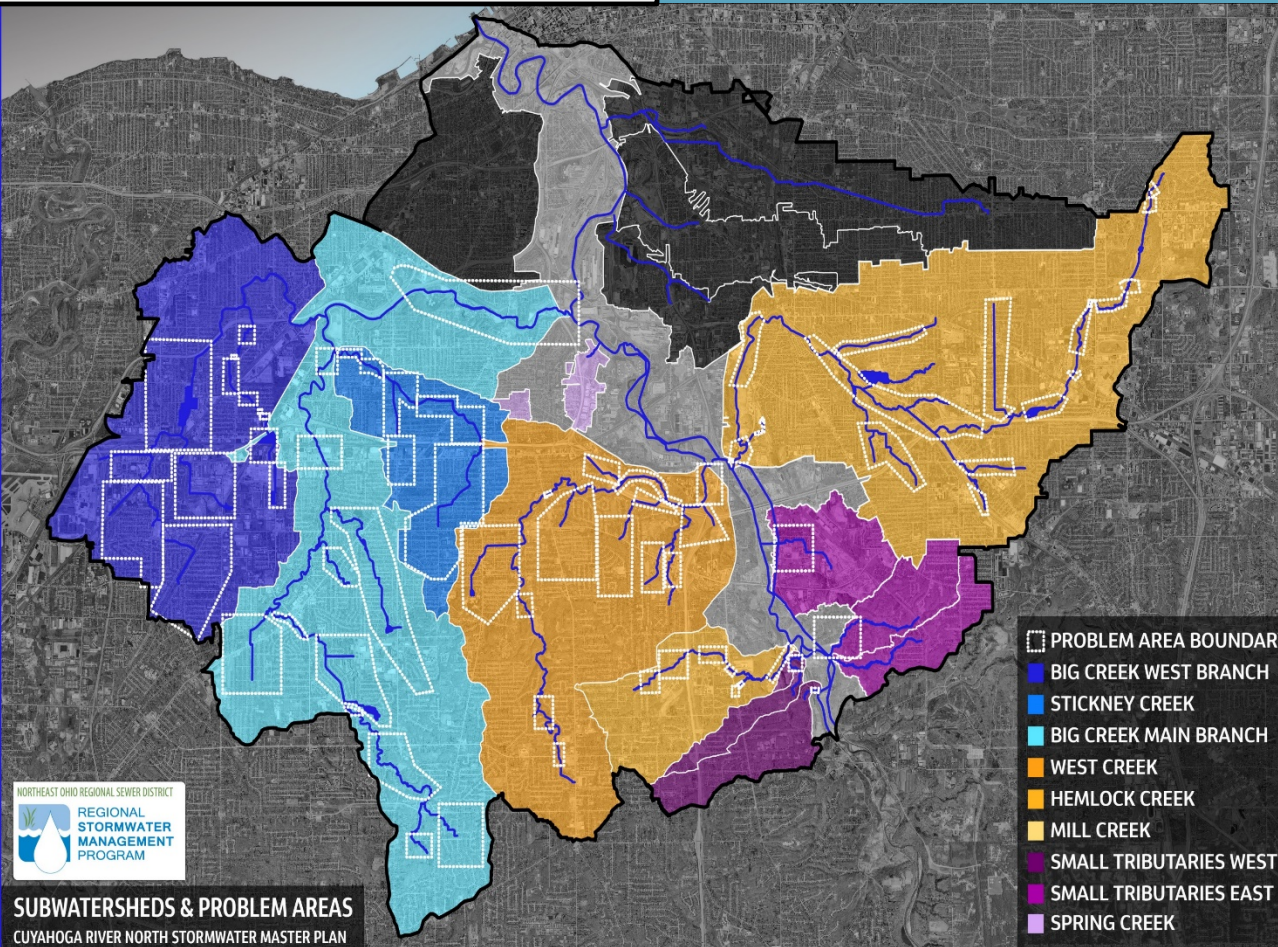 PROBLEM AREA BOUNDAR
BIG CREEK WEST BRANCH
STICKNEY CREEK
BIG CREEK MAIN BRANCH
WEST CREEK
HEMLOCK CREEK
MILL CREEK
SMALL TRIBUTARIES WEST
SMALL TRIBUTARIES EAST
SPRING CREEK
NORTHEAST OHIO REGIONAL SEWER DISTRICT
REGIONAL
STORMWATER
MANAGEMENT
PROGRAM
SUBWATERSHEDS & PROBLEM AREAS
CUYAHOGA RIVER NORTH STORMWATER MASTER PLAN